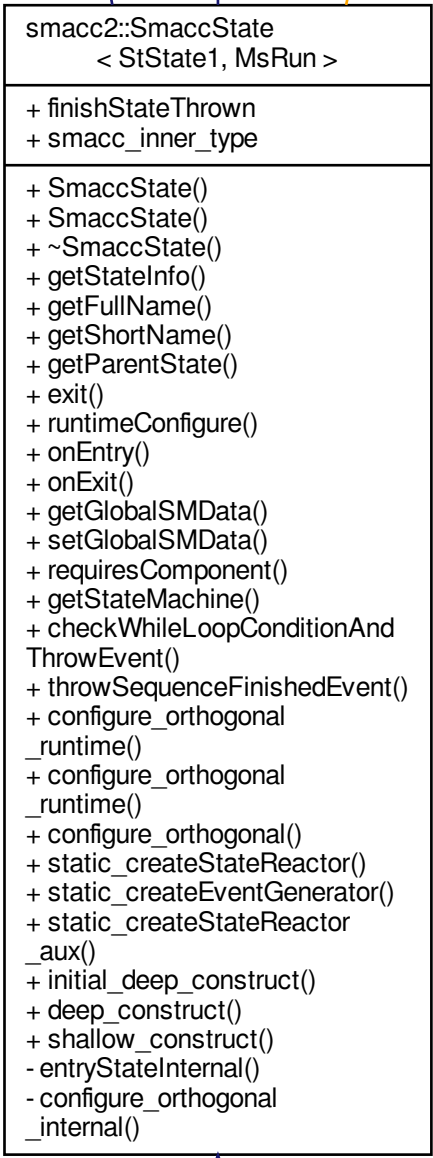 smacc2::SmaccState
< StState1, MsRun >
+ finishStateThrown
+ smacc_inner_type
+ SmaccState()
+ SmaccState()
+ ~SmaccState()
+ getStateInfo()
+ getFullName()
+ getShortName()
+ getParentState()
+ exit()
+ runtimeConfigure()
+ onEntry()
+ onExit()
+ getGlobalSMData()
+ setGlobalSMData()
+ requiresComponent()
+ getStateMachine()
+ checkWhileLoopConditionAnd
ThrowEvent()
+ throwSequenceFinishedEvent()
+ configure_orthogonal
_runtime()
+ configure_orthogonal
_runtime()
+ configure_orthogonal()
+ static_createStateReactor()
+ static_createEventGenerator()
+ static_createStateReactor
_aux()
+ initial_deep_construct()
+ deep_construct()
+ shallow_construct()
- entryStateInternal()
- configure_orthogonal
_internal()